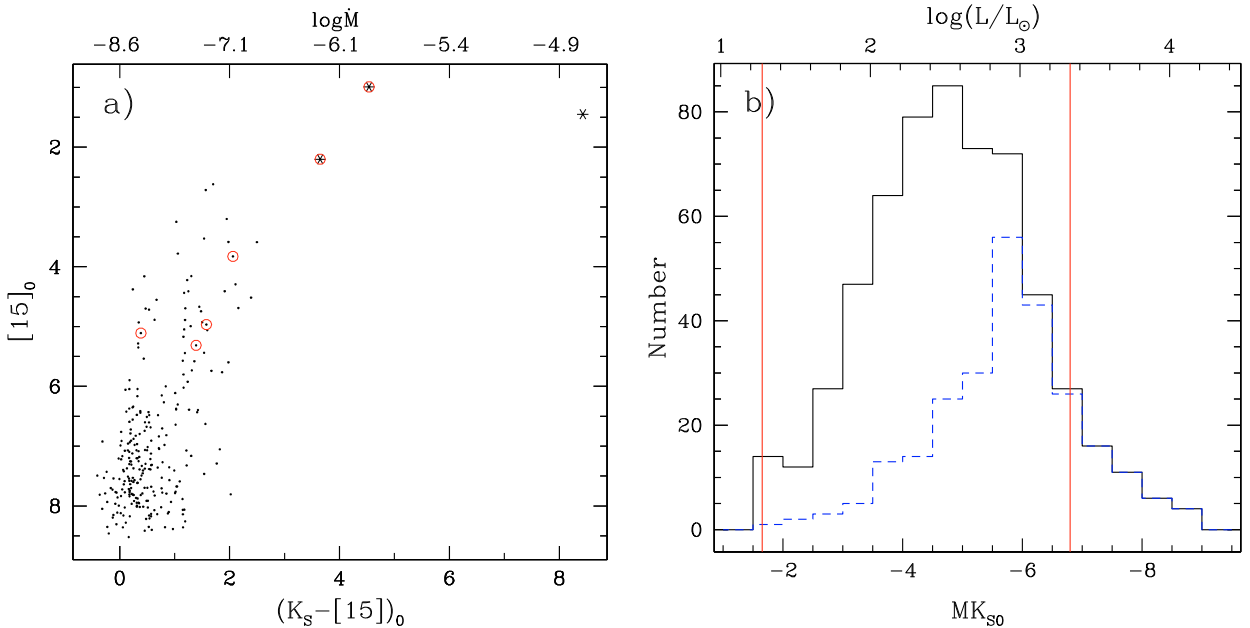 logṀ
−8.6 −7.1 −6.1 −5.4 −4.9
a)
2
4
6
8
[15]₀
0 2 4 6 8
(K_S−[15])₀
log(L/L_⊙)
1 2 3 4
b)
80
60
40
20
0
Number
−2 −4 −6 −8
MK_S0